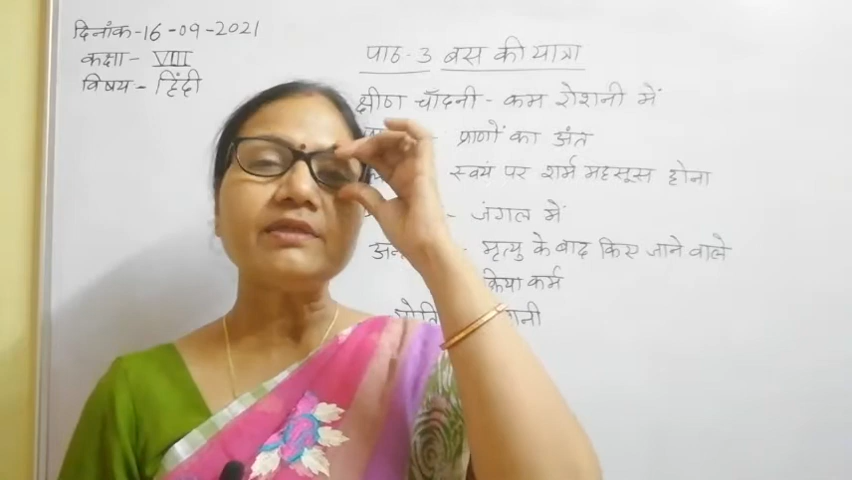 दिनांक-16-09-2021
कक्षा- VIII
विषय - हिंदी
पाठ-3 बस की यात्रा
क्षीण चाँदनी - कम रोशनी में
प्राणों का अंत
स्वयं पर शर्म महसूस होना
- जंगल में
- मृत्यु के बाद किए जाने वाले
क्रिया कर्म